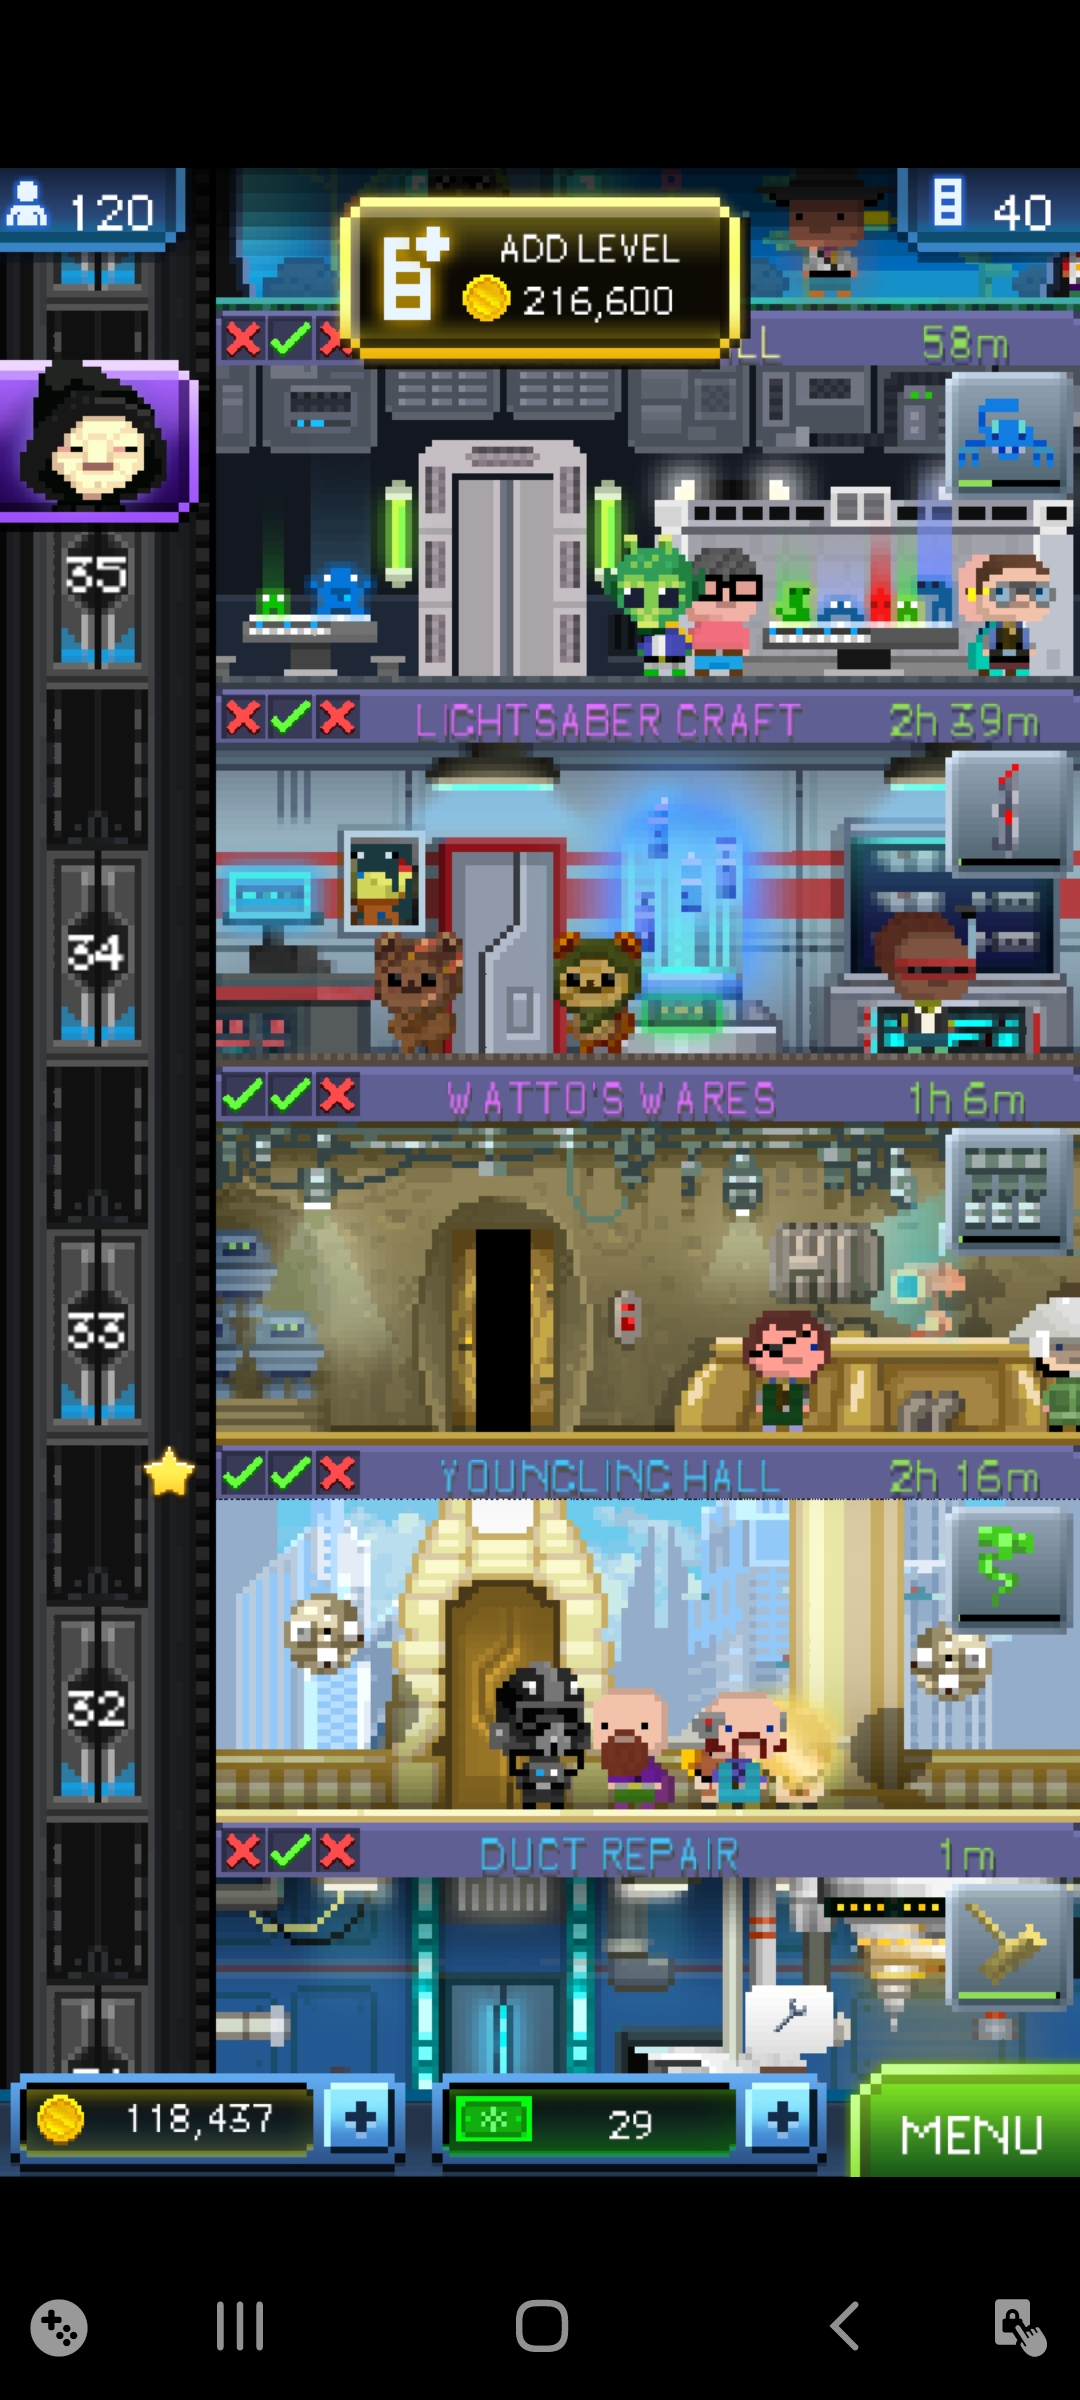 120
ADD LEVEL
216,600
40
LL
58m
35
LIGHTSABER CRAFT
2h 39m
34
WATTO'S WARES
1h 6m
33
YOUNGLING HALL
2h 16m
32
DUCT REPAIR
1m
118,437
29
MENU